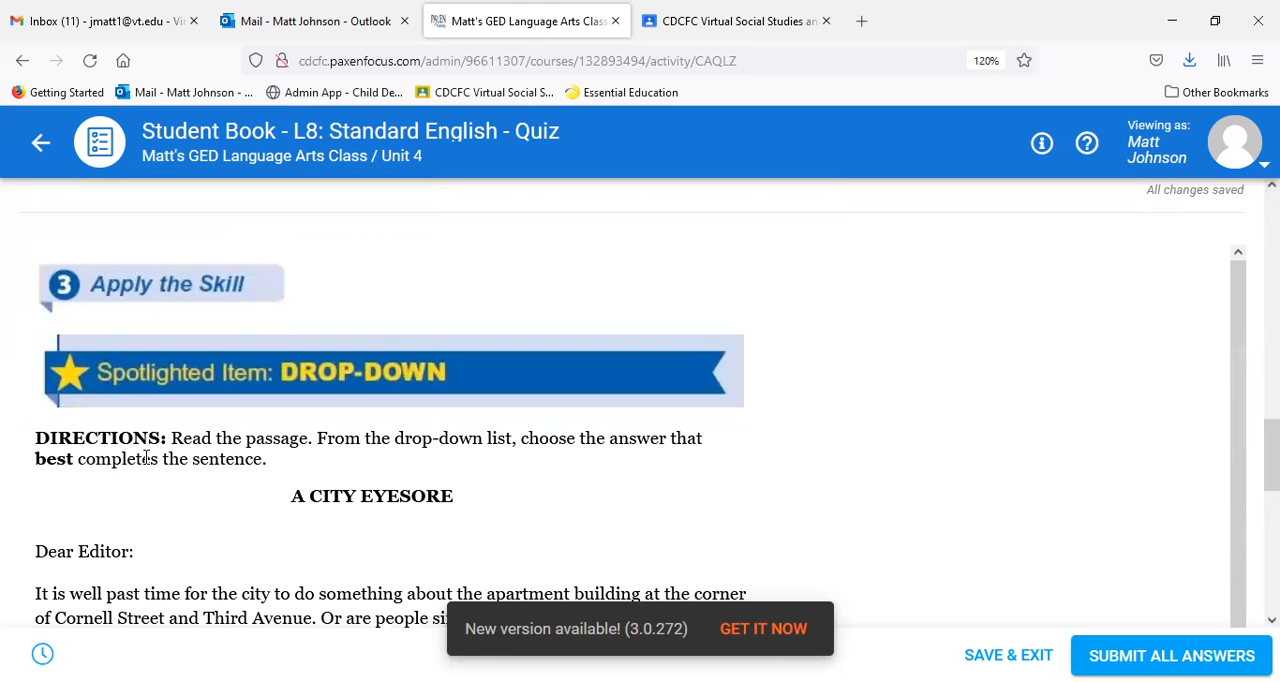 Inbox (11) - jmatt1@vt.edu - Vi
Mail - Matt Johnson - Outlook
Matt's GED Language Arts Class
CDCFC Virtual Social Studies an
cdcfc.paxenfocus.com/admin/96611307/courses/132893494/activity/CAQLZ
120%
Getting Started
Mail - Matt Johnson - ...
Admin App - Child De...
CDCFC Virtual Social S...
Essential Education
Other Bookmarks
Student Book - L8: Standard English - Quiz
Matt's GED Language Arts Class / Unit 4
Viewing as:
Matt
Johnson
All changes saved
3 Apply the Skill
Spotlighted Item: DROP-DOWN
DIRECTIONS: Read the passage. From the drop-down list, choose the answer that
best completes the sentence.
A CITY EYESORE
Dear Editor:
It is well past time for the city to do something about the apartment building at the corner
of Cornell Street and Third Avenue. Or are people
New version available! (3.0.272)
GET IT NOW
SAVE & EXIT
SUBMIT ALL ANSWERS